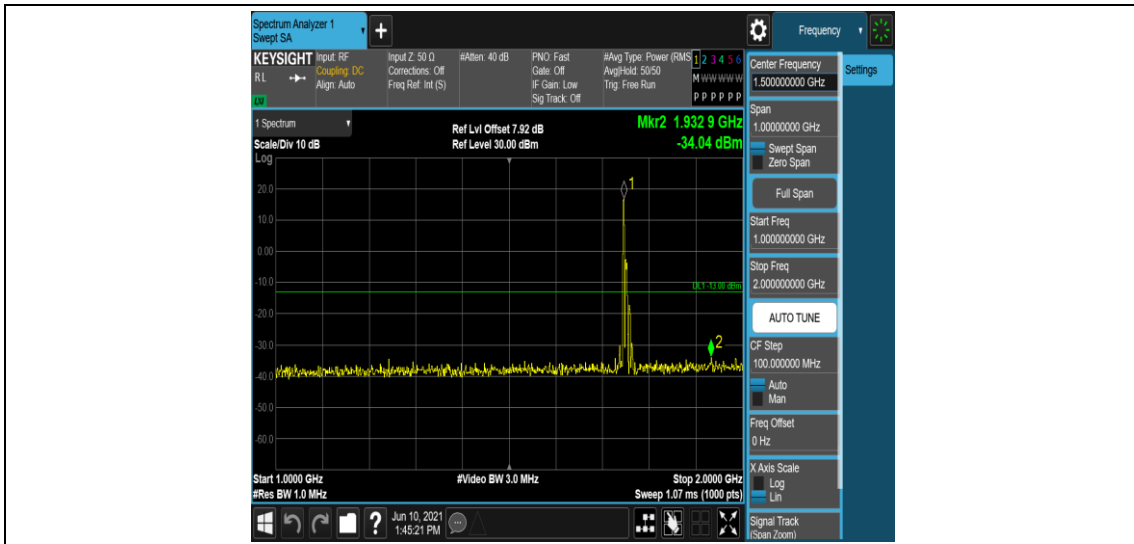 Spectrum Analyzer 1
Swept SA
Frequency
KEYSIGHT
RL
Input: RF
Coupling: DC
Align: Auto
Input Z: 50 Ω
Corrections: Off
Freq Ref: Int (S)
#Atten: 40 dB
PNO: Fast
Gate: Off
IF Gain: Low
Sig Track: Off
#Avg Type: Power (RMS
Avg|Hold: 50/50
Trig: Free Run
1 2 3 4 5 6
M W W W W W
P P P P P P
1 Spectrum
Scale/Div 10 dB
Log
Ref Lvl Offset 7.92 dB
Ref Level 30.00 dBm
Mkr2 1.932 9 GHz
-34.04 dBm
1
20.0
10.0
0.00
-10.0
DL1 -13.00 dBm
-20.0
-30.0
2
-40.0
-50.0
-60.0
Start 1.0000 GHz
#Video BW 3.0 MHz
Stop 2.0000 GHz
#Res BW 1.0 MHz
Sweep 1.07 ms (1000 pts)
Center Frequency
1.500000000 GHz
Settings
Span
1.00000000 GHz
Swept Span
Zero Span
Full Span
Start Freq
1.000000000 GHz
Stop Freq
2.000000000 GHz
AUTO TUNE
CF Step
100.000000 MHz
Auto
Man
Freq Offset
0 Hz
X Axis Scale
Log
Lin
Signal Track
(Span Zoom)
?
Jun 10, 2021
1:45:21 PM